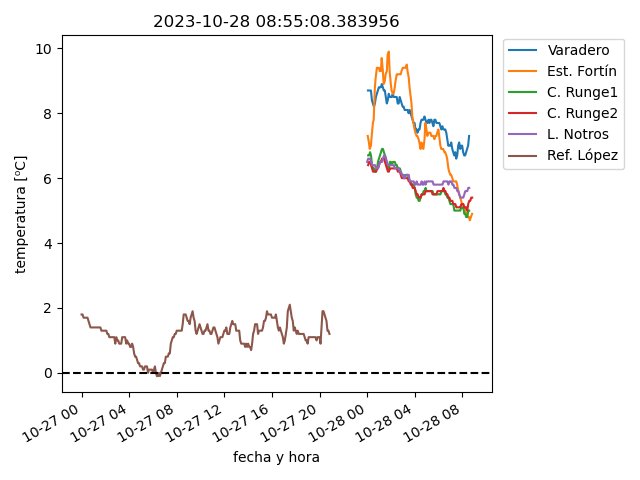 2023-10-28 08:55:08.383956
temperatura [ºC]
10
8
6
4
2
0
10-27 00
10-27 04
10-27 08
10-27 12
10-27 16
10-27 20
10-28 00
10-28 04
10-28 08
fecha y hora
Varadero
Est. Fortín
C. Runge1
C. Runge2
L. Notros
Ref. López